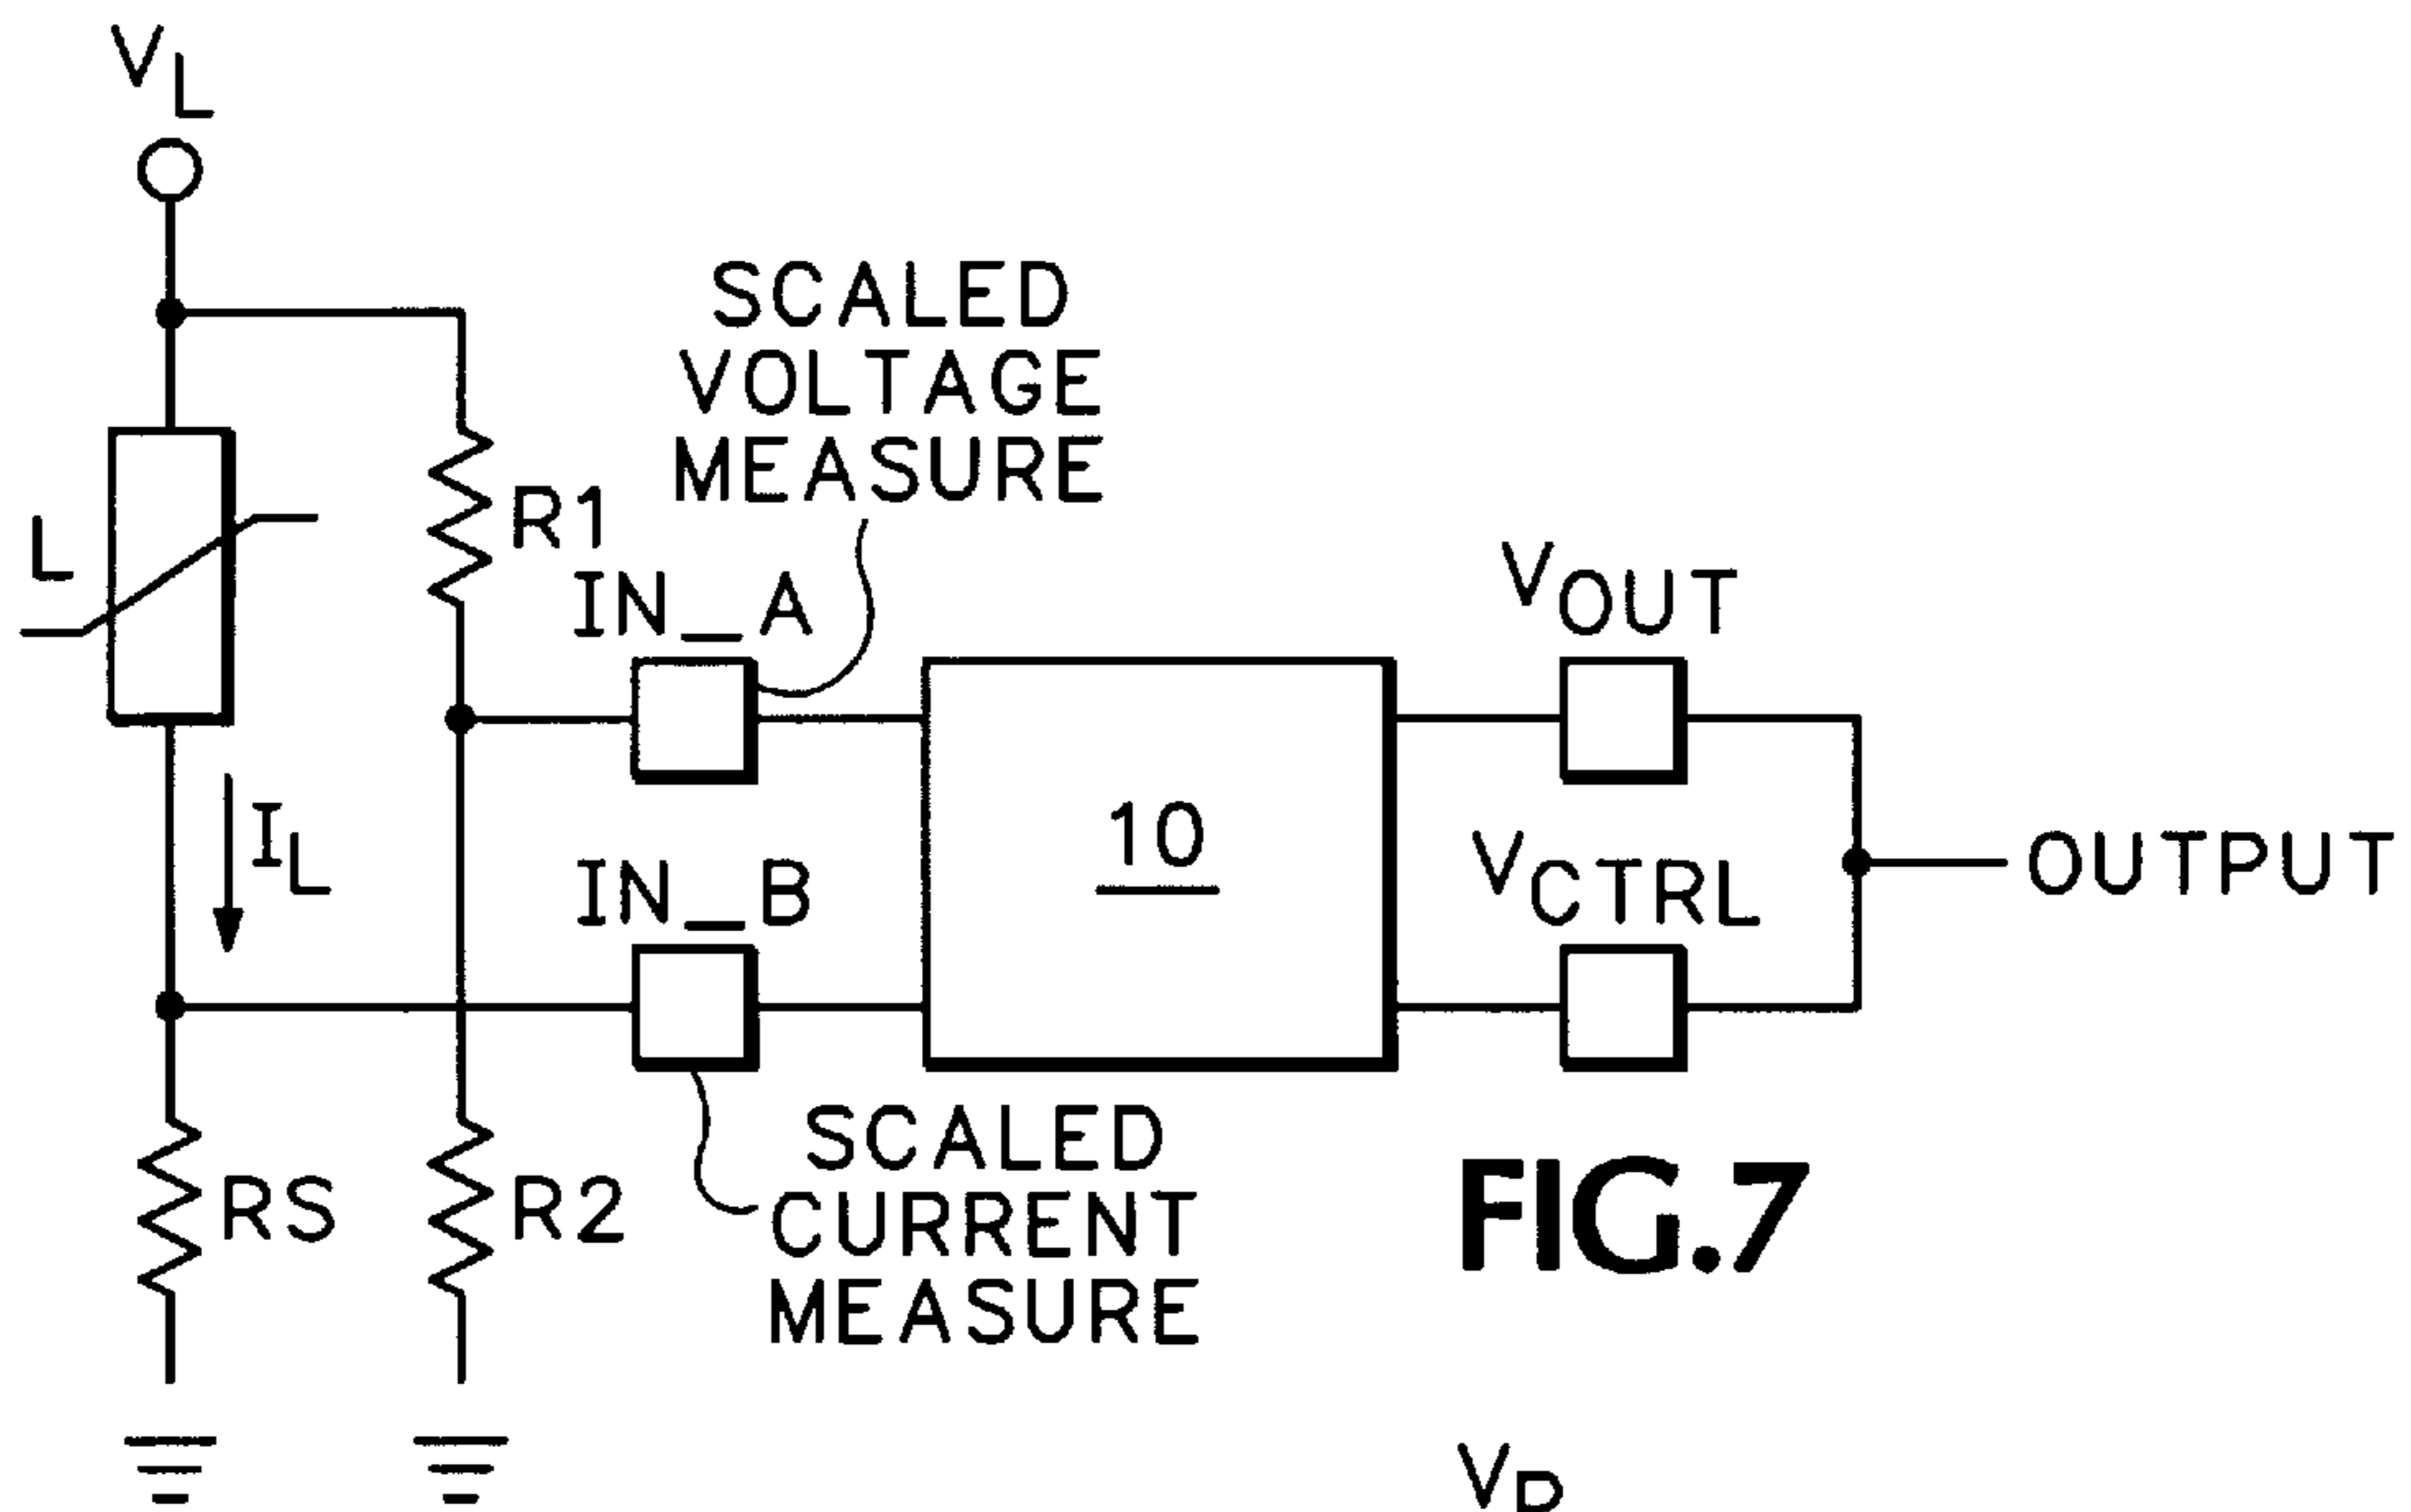 VL
SCALED
VOLTAGE
MEASURE
R1
L
IN_A
VOUT
IL
10
IN_B
VCTRL
OUTPUT
RS
R2
SCALED
CURRENT
MEASURE
FIG.7